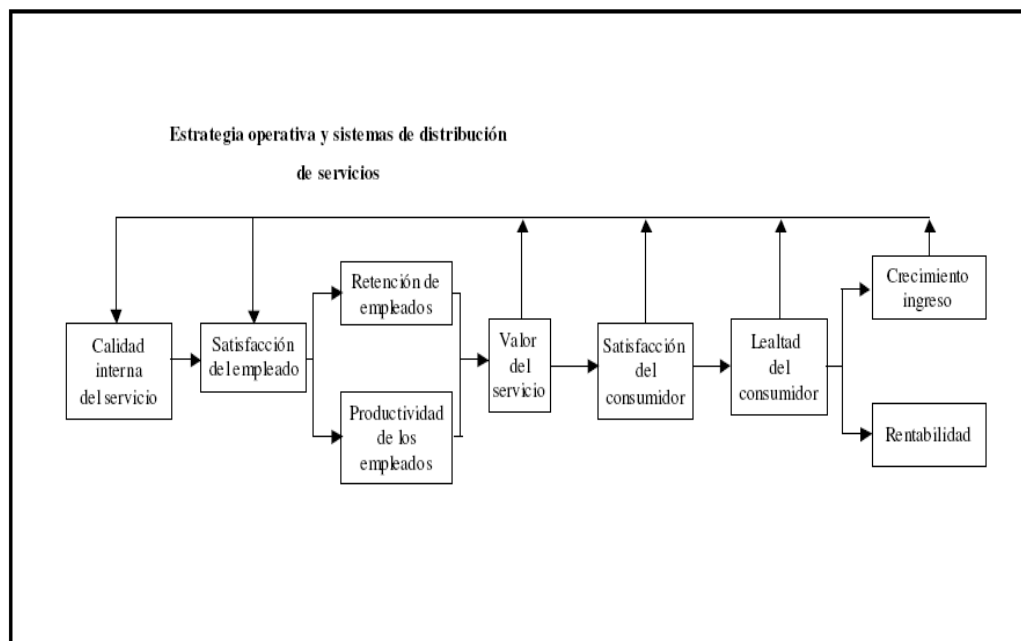 Estrategia operativa y sistemas de distribución
de servicios
Calidad
interna
del servicio
Satisfacción
del empleado
Retención de
empleados
Productividad
de los
empleados
Valor
del
servicio
Satisfacción
del
consumidor
Lealtad
del
consumidor
Crecimiento
ingreso
Rentabilidad